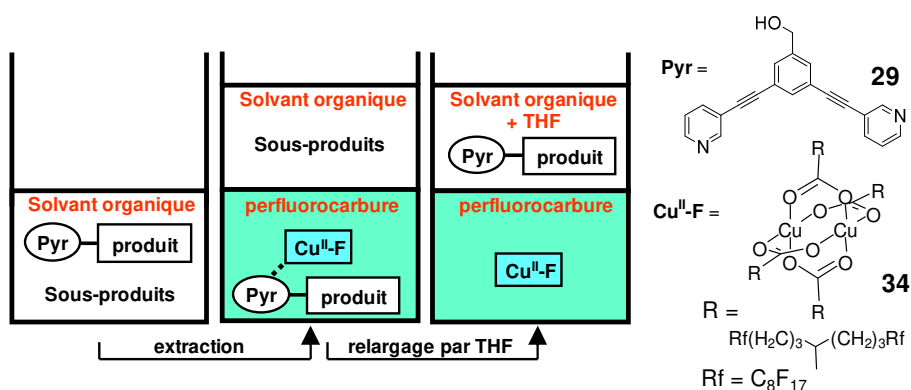 Solvant organique
Pyr
produit
Sous-produits
Solvant organique
Sous-produits
perfluorocarbure
Cu^II-F
Pyr
produit
Solvant organique
+ THF
Pyr
produit
perfluorocarbure
Cu^II-F
extraction
relargage par THF
HO
Pyr =
29
N
N
R
O
O
R
Cu^II-F =
O
O
Cu
Cu
O
O
O
O
R
R
34
R =
Rf(H₂C)₃
(CH₂)₃Rf
Rf = C₈F₁₇